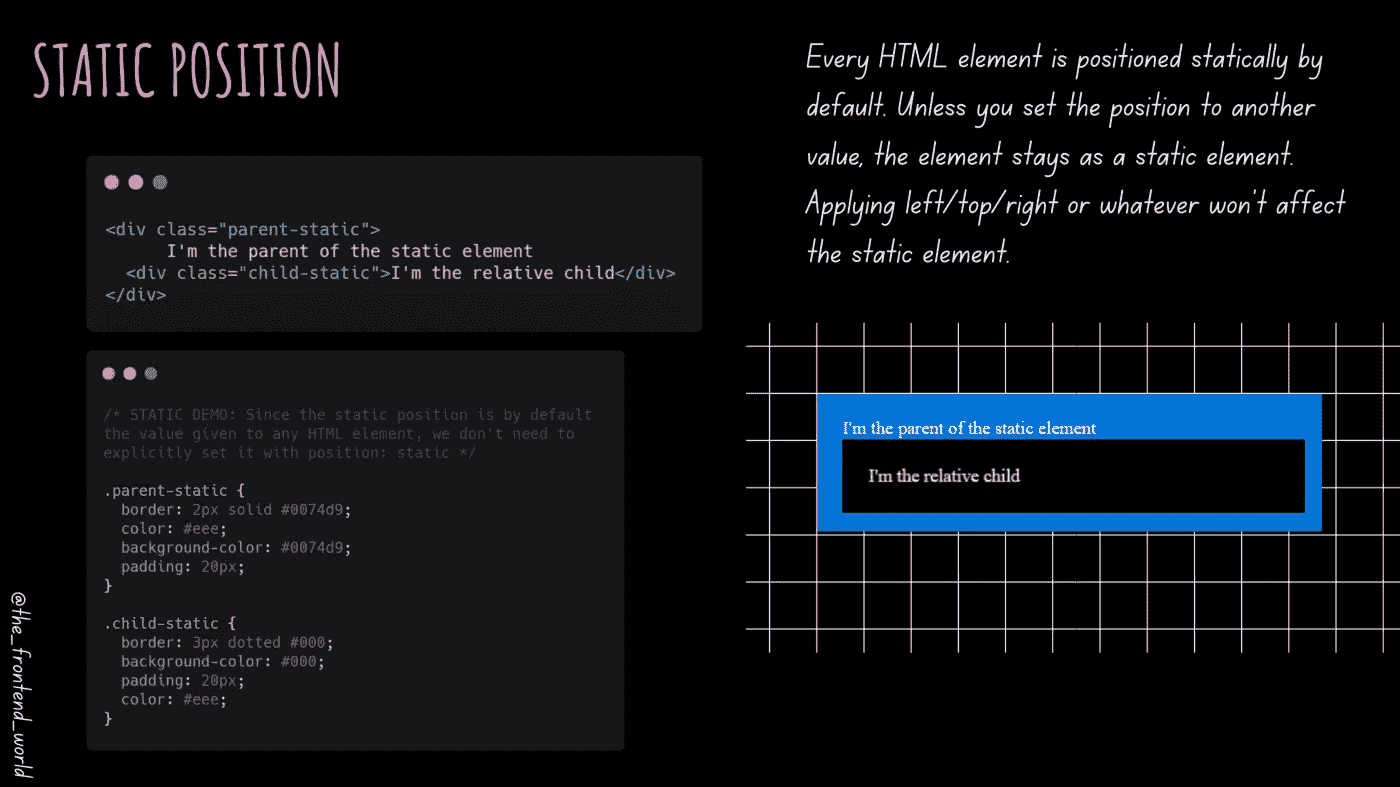 STATIC POSITION
<div class="parent-static">
I'm the parent of the static element
<div class="child-static">I'm the relative child</div>
</div>
/* STATIC DEMO: Since the static position is by default
the value given to any HTML element, we don't need to
explicitly set it with position: static */
.parent-static {
border: 2px solid #0074d9;
color: #eee;
background-color: #0074d9;
padding: 20px;
}
.child-static {
border: 3px dotted #000;
background-color: #000;
padding: 20px;
color: #eee;
}
@the_frontend_world
Every HTML element is positioned statically by
default. Unless you set the position to another
value, the element stays as a static element.
Applying left/top/right or whatever won't affect
the static element.
I'm the parent of the static element
I'm the relative child